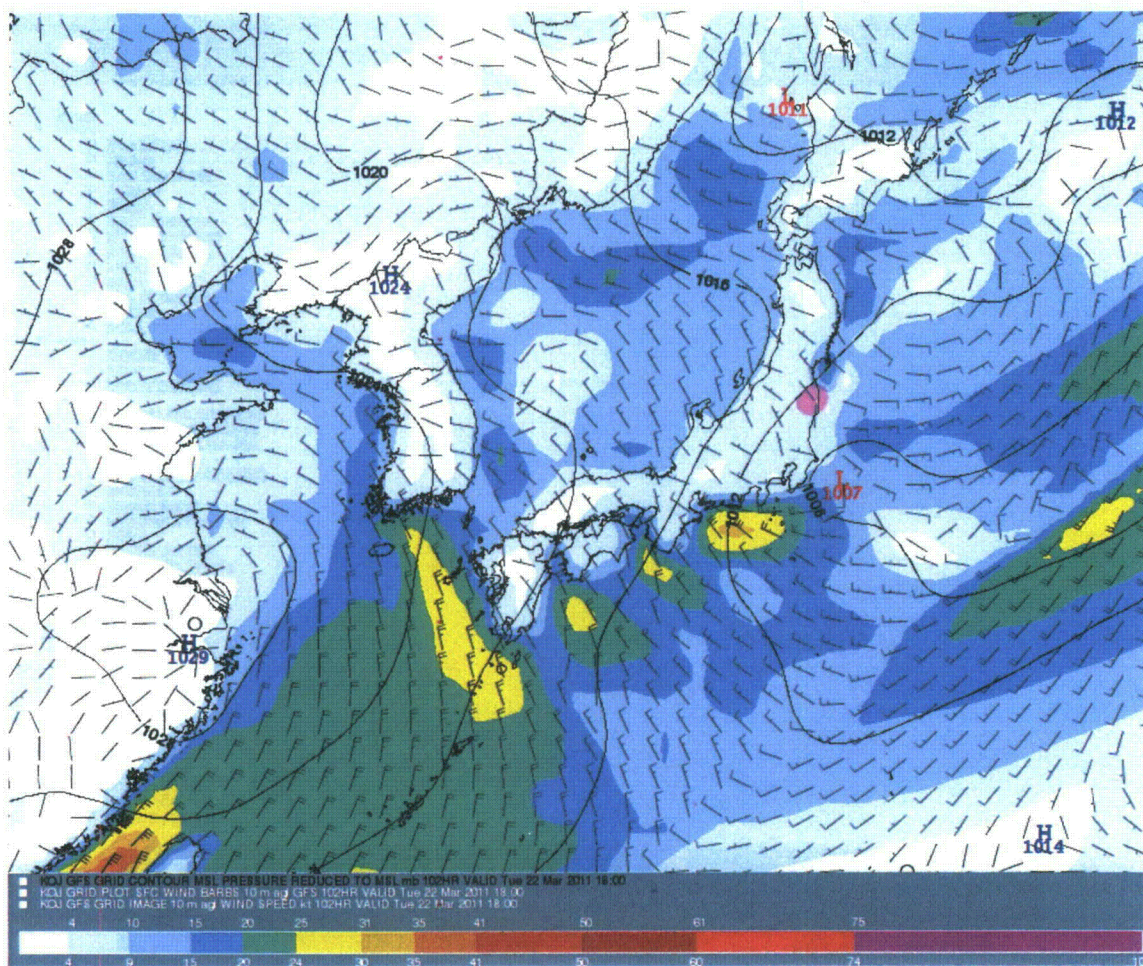 L
1011
H
1012
1012
1020
1028
H
1024
1016
L
1007
1008
1012
H
1029
H
1014
KOJ GFS GRID CONTOUR MSL PRESSURE REDUCED TO MSL mb 102HR VALID Tue 22 Mar 2011 18:00
KOJ GRID PLOT SFC WIND BARBS 10 m agl GFS 102HR VALID Tue 22 Mar 2011 18:00
KOJ GFS GRID IMAGE 10 m agl WIND SPEED kt 102HR VALID Tue 22 Mar 2011 18:00
4 10 15 20 25 31 35 41 50 61 75
4 9 15 20 24 30 35 41 50 60 74